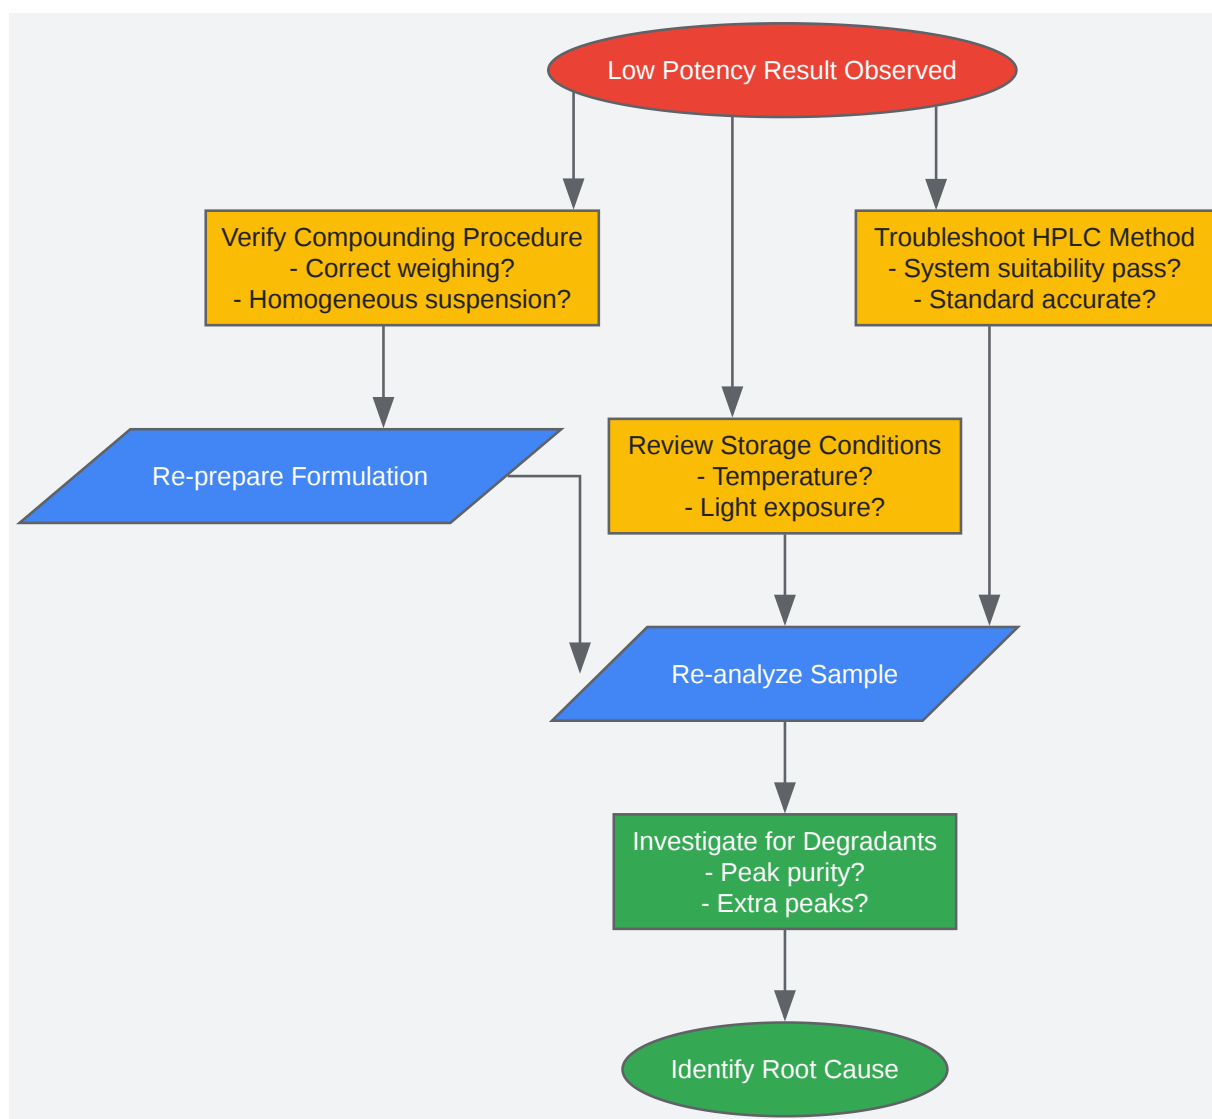 Low Potency Result Observed
Verify Compounding Procedure
- Correct weighing?
- Homogeneous suspension?
Troubleshoot HPLC Method
- System suitability pass?
- Standard accurate?
Re-prepare Formulation
Review Storage Conditions
- Temperature?
- Light exposure?
Re-analyze Sample
Investigate for Degradants
- Peak purity?
- Extra peaks?
Identify Root Cause